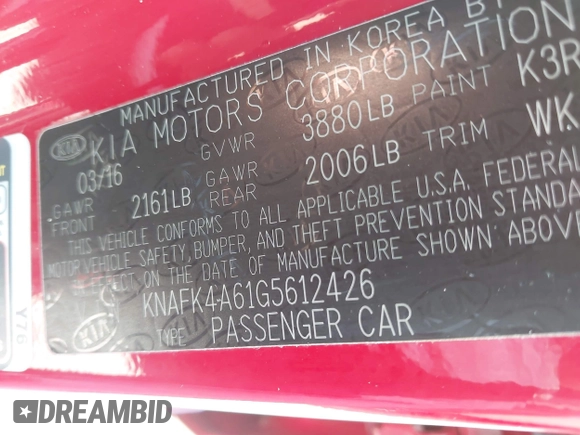 MANUFACTURED IN KOREA BY
KIA MOTORS CORPORATION
03/16 GVWR 3880LB PAINT K3R
GAWR FRONT 2161LB GAWR REAR 2006LB TRIM WK
THIS VEHICLE CONFORMS TO ALL APPLICABLE U.S.A. FEDERAL
MOTOR VEHICLE SAFETY, BUMPER, AND THEFT PREVENTION STANDA
IN EFFECT ON THE DATE OF MANUFACTURE SHOWN ABOVE
KNAFK4A61G5612426
TYPE PASSENGER CAR
Y76
DREAMBID